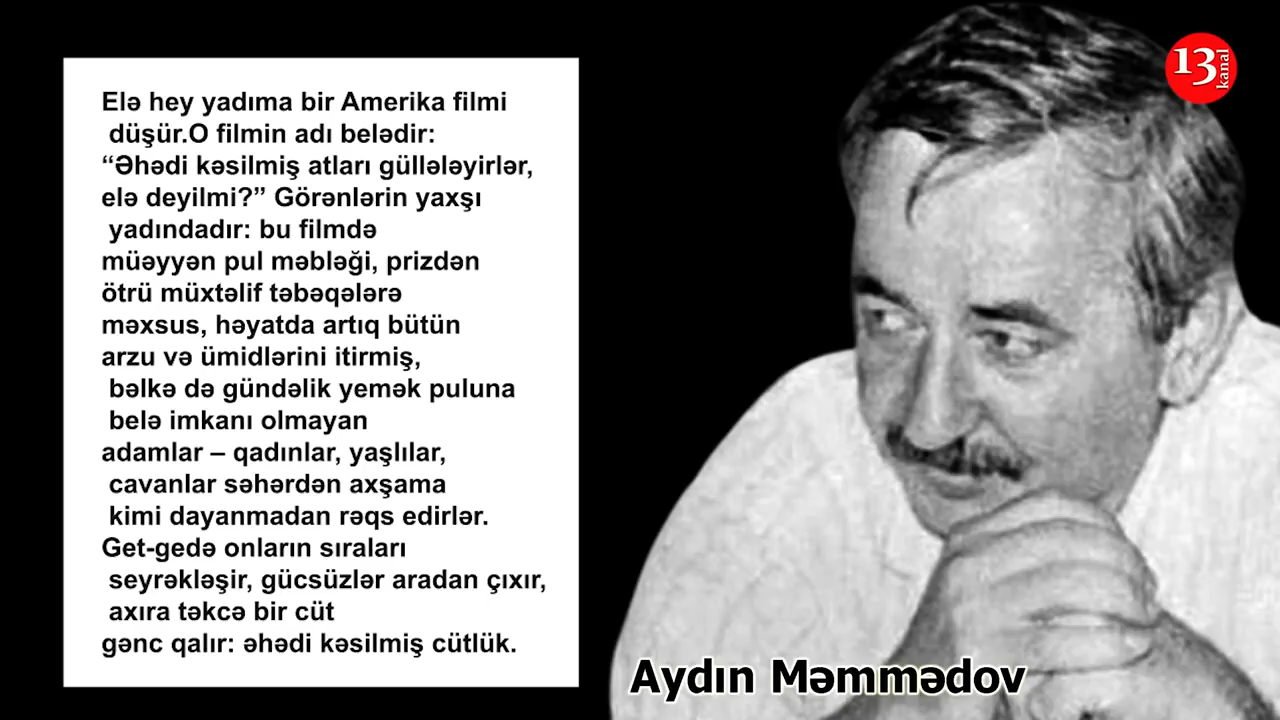 Elə hey yadıma bir Amerika filmi
düşür.O filmin adı belədir:
“Əhədi kəsilmiş atları güllələyirlər,
elə deyilmi?” Görənlərin yaxşı
yadındadır: bu filmdə
müəyyən pul məbləği, prizdən
ötrü müxtəlif təbəqələrə
məxsus, həyatda artıq bütün
arzu və ümidlərini itirmiş,
bəlkə də gündəlik yemək puluna
belə imkanı olmayan
adamlar – qadınlar, yaşlılar,
cavanlar səhərdən axşama
kimi dayanmadan rəqs edirlər.
Get-gedə onların sıraları
seyrəkləşir, gücsüzlər aradan çıxır,
axıra təkcə bir cüt
gənc qalır: əhədi kəsilmiş cütlük.
Aydın Məmmədov
13 kanal